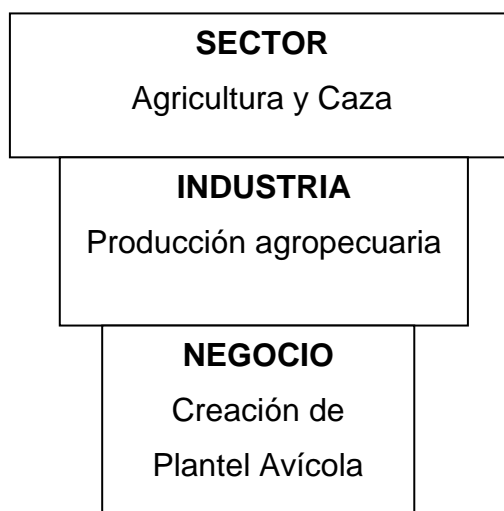 SECTOR
Agricultura y Caza
INDUSTRIA
Producción agropecuaria
NEGOCIO
Creación de
Plantel Avícola